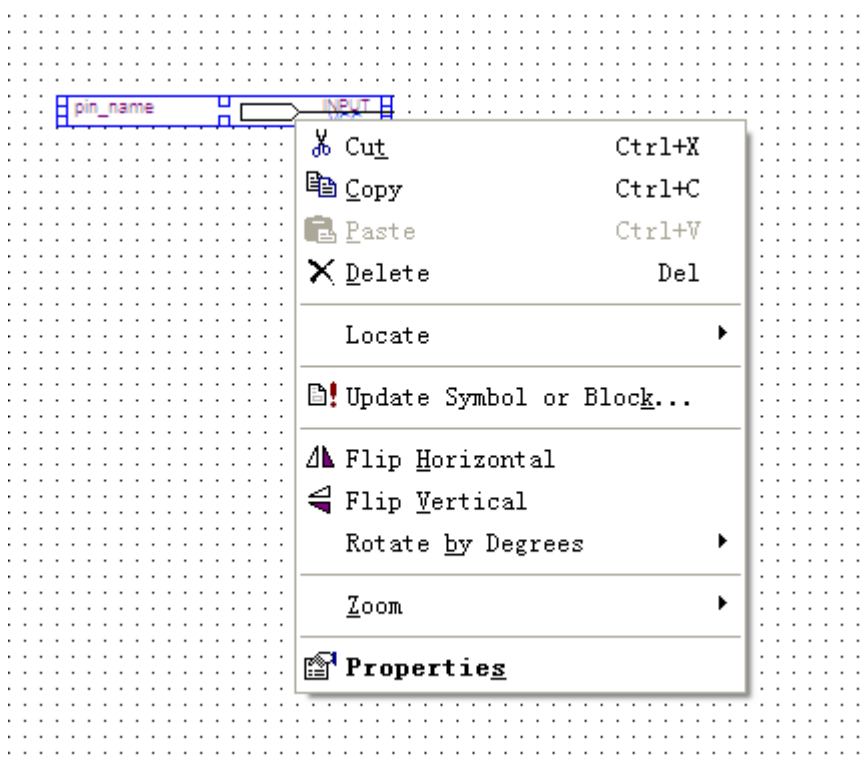 pin_name INPUT
Cut Ctrl+X
Copy Ctrl+C
Paste Ctrl+V
Delete Del
Locate
Update Symbol or Block...
Flip Horizontal
Flip Vertical
Rotate by Degrees
Zoom
Properties